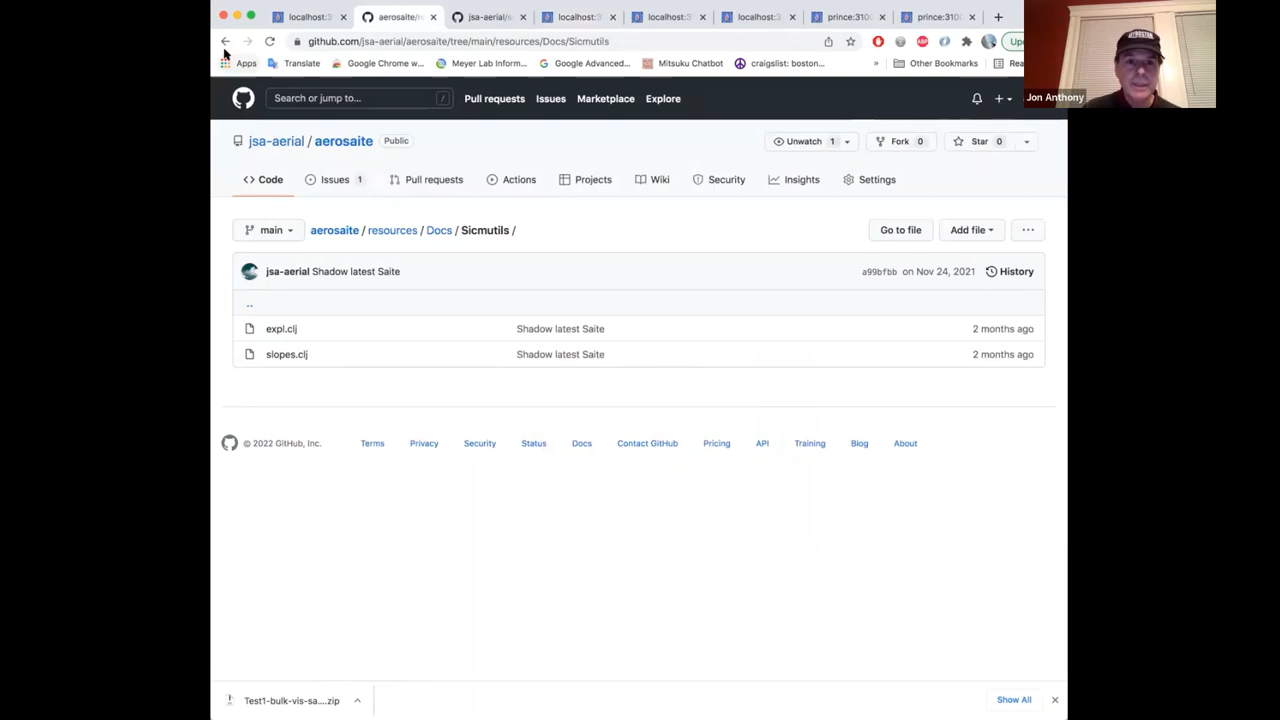 localhost:3
aerosaite/r
jsa-aerial/s
localhost:3
localhost:3
localhost:3
prince:310
prince:310
github.com/jsa-aerial/aerosaite/tree/main/resources/Docs/Sicmutils
ABP
Up
Apps
Translate
Google Chrome w...
Meyer Lab Inform...
Google Advanced...
Mitsuku Chatbot
craigslist: boston...
»
Other Bookmarks
Rea
Jon Anthony
Search or jump to...
/
Pull requests
Issues
Marketplace
Explore
jsa-aerial / aerosaite
Public
Unwatch 1
Fork 0
Star 0
Code
Issues 1
Pull requests
Actions
Projects
Wiki
Security
Insights
Settings
main
aerosaite / resources / Docs / Sicmutils /
Go to file
Add file
...
jsa-aerial Shadow latest Saite
a99bfbb on Nov 24, 2021
History
..
expl.clj Shadow latest Saite 2 months ago
slopes.clj Shadow latest Saite 2 months ago
© 2022 GitHub, Inc.
Terms
Privacy
Security
Status
Docs
Contact GitHub
Pricing
API
Training
Blog
About
Test1-bulk-vis-sa....zip
Show All